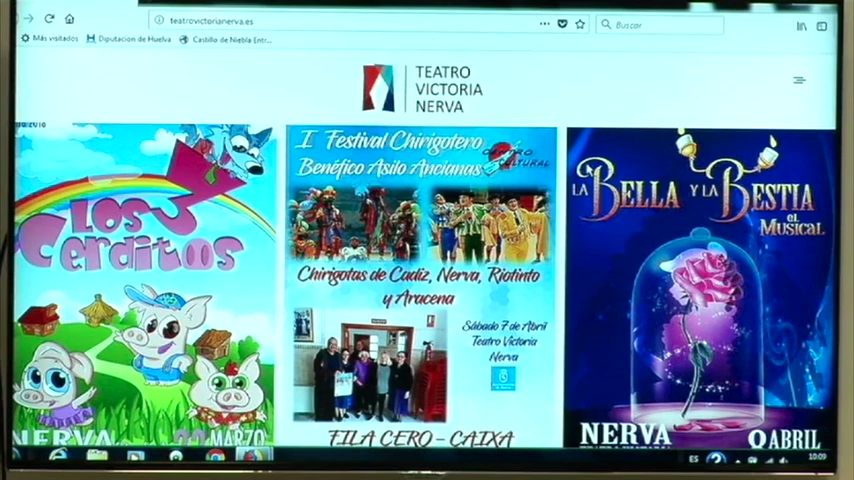 teatrovictorianerva.es
Buscar
Más visitados
Diputacion de Huelva
Castillo de Niebla Entr...
TEATRO
VICTORIA
NERVA
LOS
Cerditos
NERVA
MARZO
I Festival Chirigotero
Benéfico Asilo Ancianas
CENTRO
CULTURAL
Chirigotas de Cadiz, Nerva, Riotinto
y Aracena
Sábado 7 de Abril
Teatro Victoria
Nerva
FILA CERO - CAIXA
LA BELLA Y LA BESTIA
EL MUSICAL
NERVA
ABRIL
ES
10:09